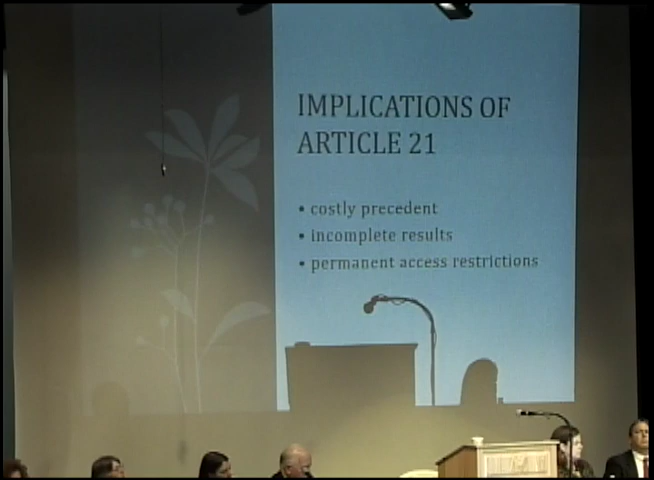 IMPLICATIONS OF
ARTICLE 21
• costly precedent
• incomplete results
• permanent access restrictions